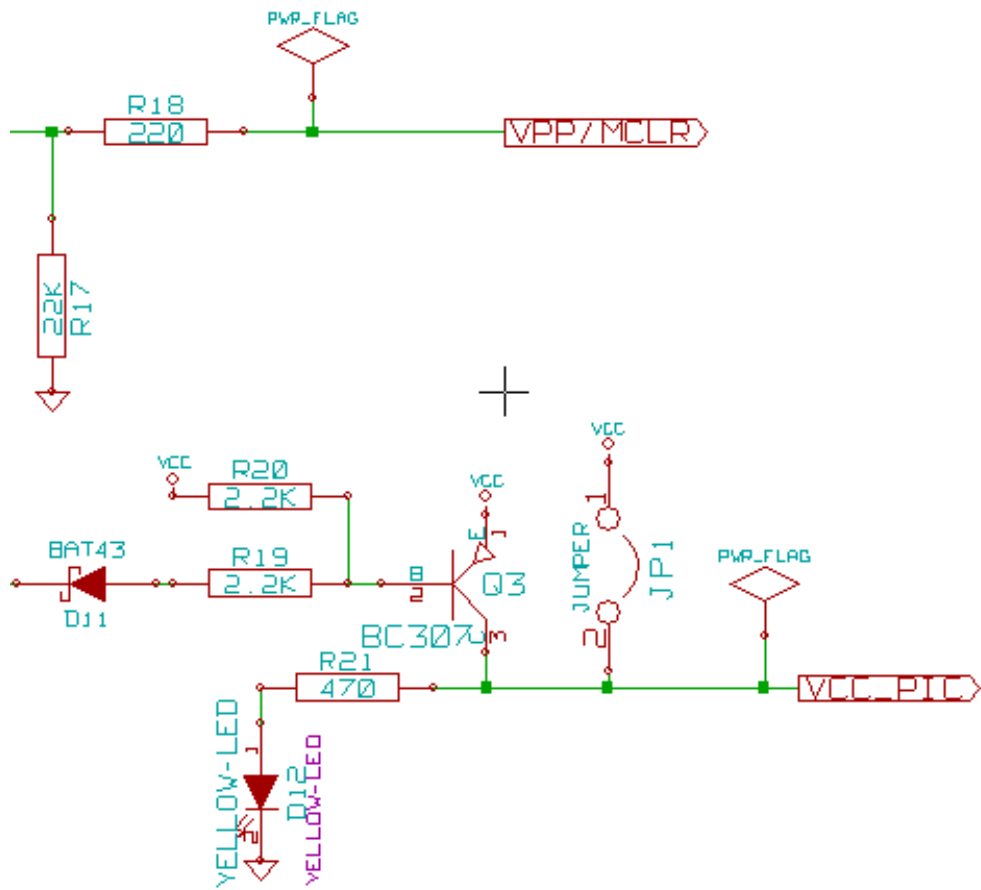 PWR_FLAG
R18
220
VPP/MCLR
22K
R17
VCC
R20
2.2K
VCC
VCC
E
1
1
JUMPER
JP1
2
PWR_FLAG
BAT43
D11
R19
2.2K
B
2
Q3
BC307
C
3
R21
470
VCC_PIC
YELLOW-LED
1
D12
2
YELLOW-LED